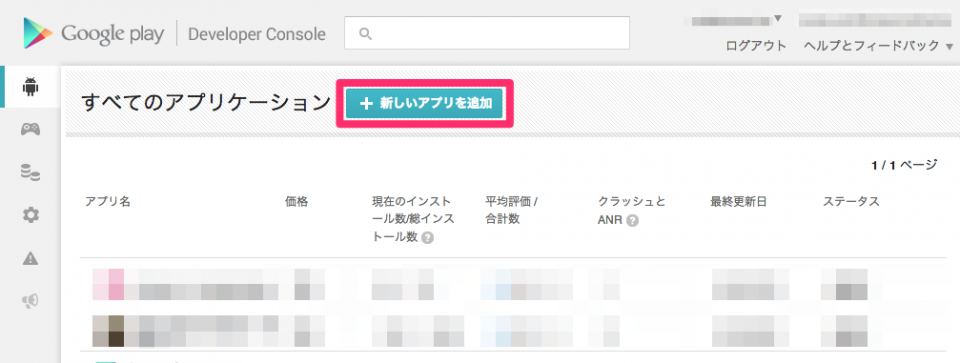 Google play Developer Console
ログアウト ヘルプとフィードバック
すべてのアプリケーション
+ 新しいアプリを追加
1 / 1 ページ
アプリ名
価格
現在のインスト
ール数/総インス
トール数 ?
平均評価 /
合計数
クラッシュと
ANR ?
最終更新日
ステータス